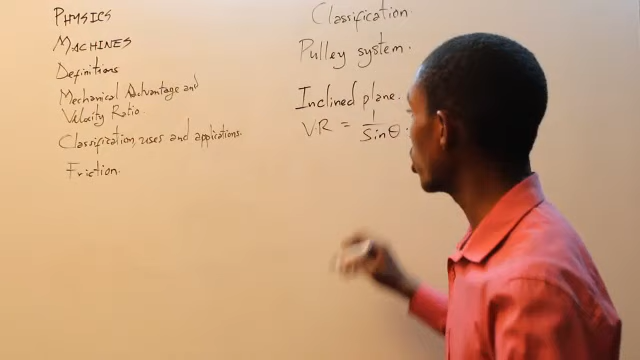 PHYSICS
MACHINES
Definitions
Mechanical Advantage and
Velocity Ratio
Classification, uses and applications.
Friction.
Classification.
Pulley system.
Inclined plane.
V.R = 1/Sinθ.